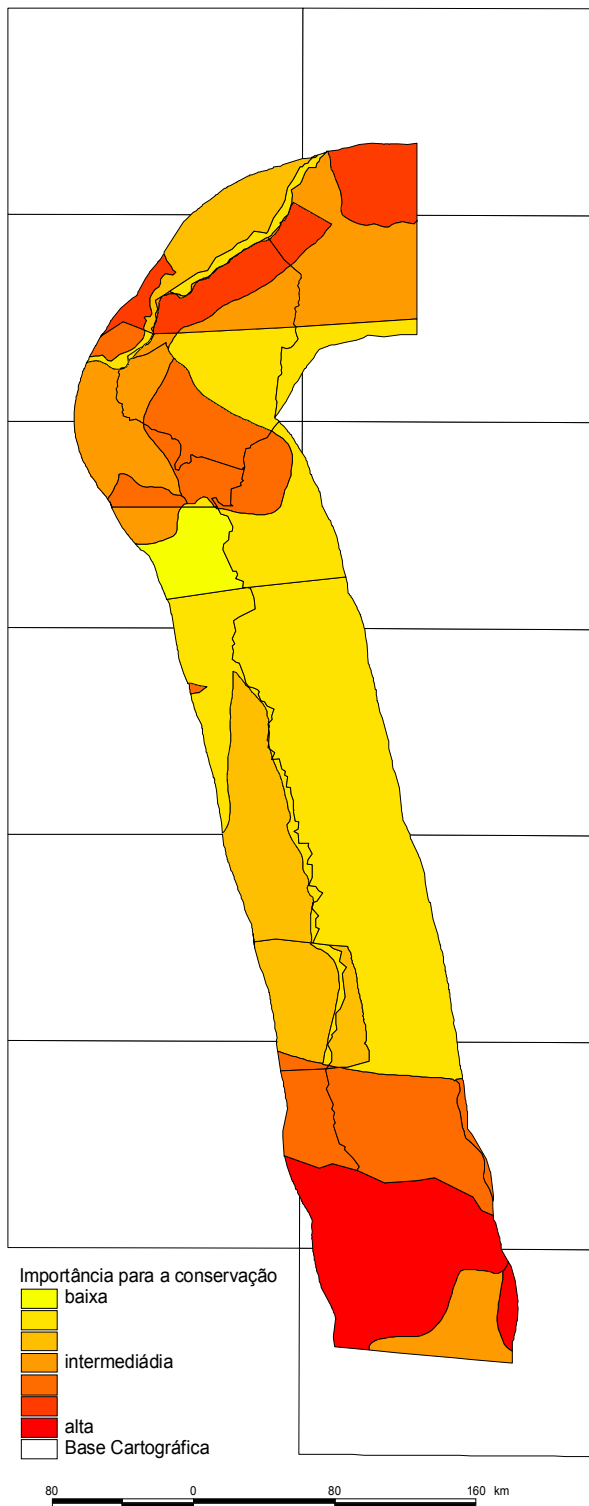 Importância para a conservação
baixa
intermediádia
alta
Base Cartográfica
80 0 80 160 km